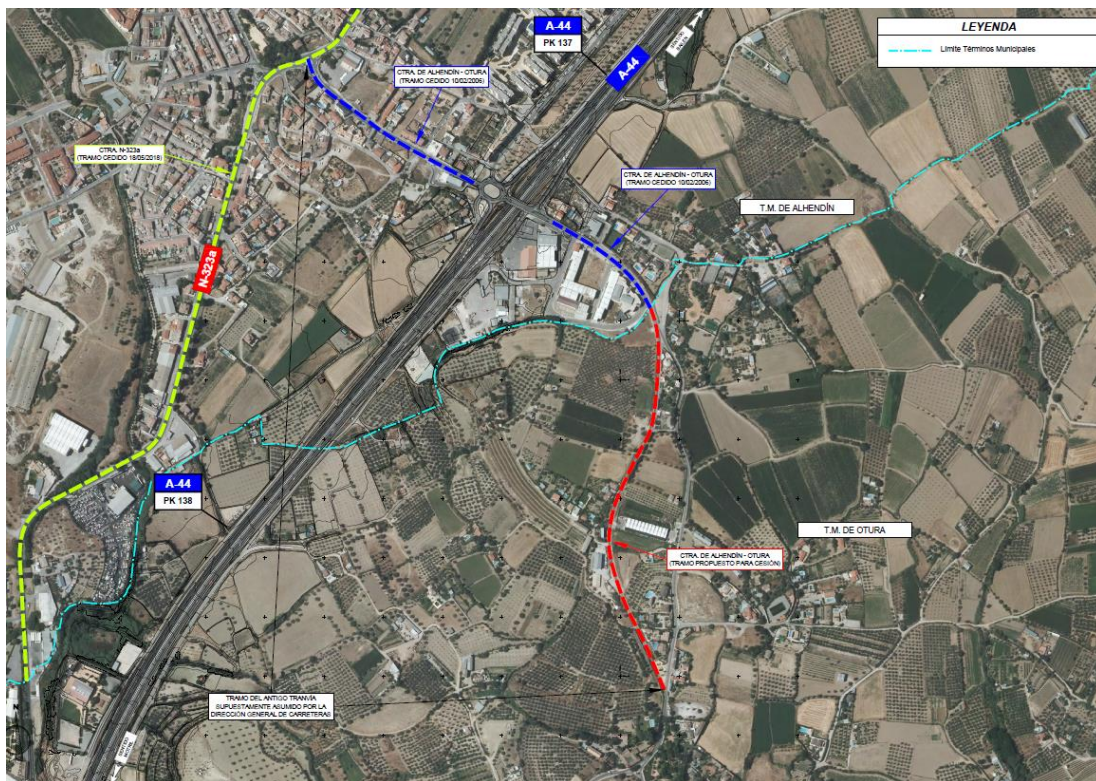 A-44
PK 137
A-44
LEYENDA
Límite Términos Municipales
CTRA. DE ALHENDÍN - OTURA
(TRAMO CEDIDO 10/02/2006)
CTRA. N-323a
(TRAMO CEDIDO 18/05/2018)
CTRA. DE ALHENDÍN - OTURA
(TRAMO CEDIDO 10/02/2006)
T.M. DE ALHENDÍN
N-323a
A-44
PK 138
T.M. DE OTURA
CTRA. DE ALHENDÍN - OTURA
(TRAMO PROPUESTO PARA CESIÓN)
TRAMO DEL ANTIGO TRANVÍA
SUPUESTAMENTE ASUMIDO POR LA
DIRECCIÓN GENERAL DE CARRETERAS
N